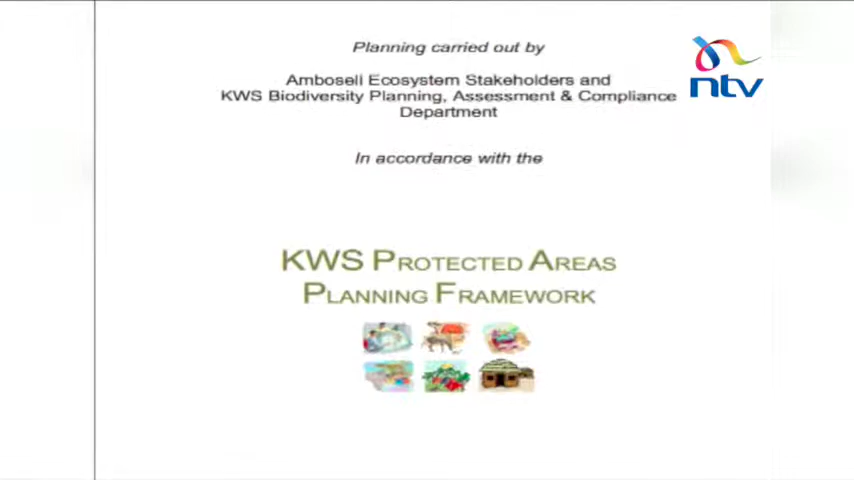 Planning carried out by
ntv
Amboseli Ecosystem Stakeholders and
KWS Biodiversity Planning, Assessment & Compliance
Department
In accordance with the
KWS PROTECTED AREAS
PLANNING FRAMEWORK